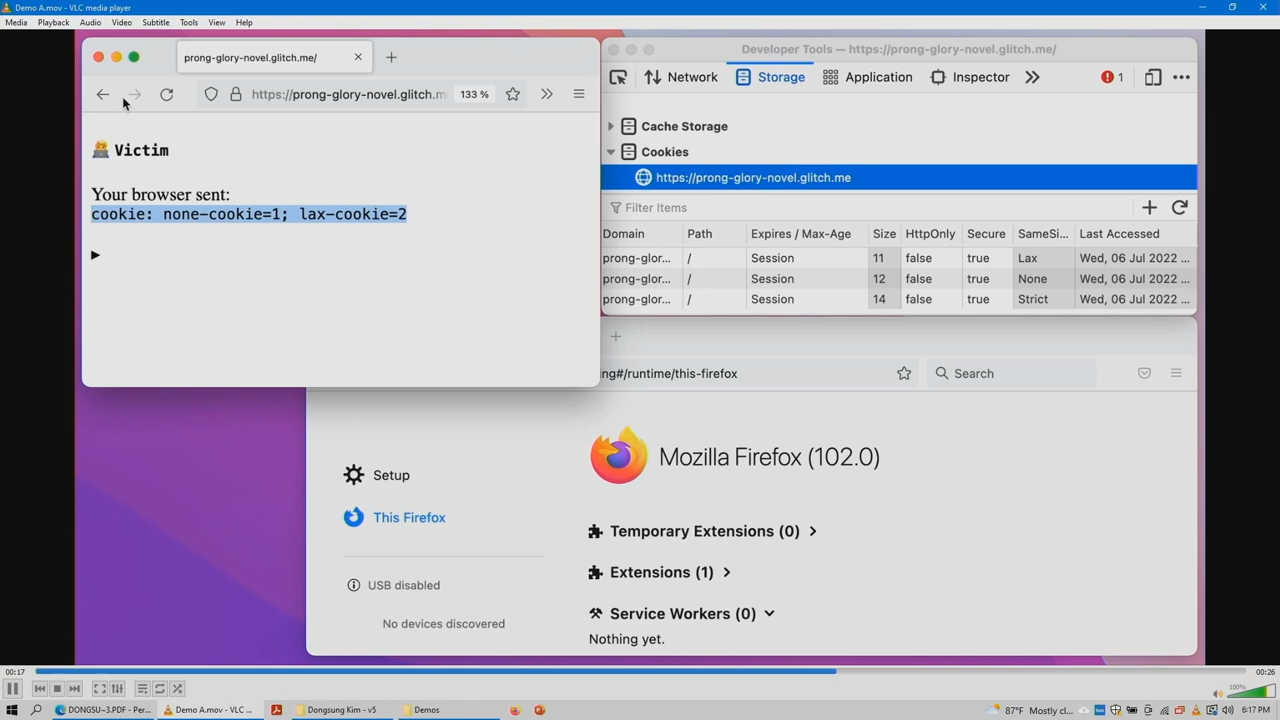 Demo A.mov - VLC media player
Media Playback Audio Video Subtitle Tools View Help
prong-glory-novel.glitch.me/
https://prong-glory-novel.glitch.m 133 %
Victim
Your browser sent:
cookie: none-cookie=1; lax-cookie=2
Developer Tools — https://prong-glory-novel.glitch.me/
Network Storage Application Inspector 1
Cache Storage
Cookies
https://prong-glory-novel.glitch.me
Filter Items
Domain Path Expires / Max-Age Size HttpOnly Secure SameSi... Last Accessed
prong-glor... / Session 11 false true Lax Wed, 06 Jul 2022 ...
prong-glor... / Session 12 false true None Wed, 06 Jul 2022 ...
prong-glor... / Session 14 false true Strict Wed, 06 Jul 2022 ...
ing#/runtime/this-firefox Search
Setup
This Firefox
USB disabled
No devices discovered
Mozilla Firefox (102.0)
Temporary Extensions (0)
Extensions (1)
Service Workers (0)
Nothing yet.
00:17 00:26
100%
DONGSU~3.PDF - Per... Demo A.mov - VLC ... Dongsung Kim - v5 Demos 87°F Mostly cl... 6:17 PM